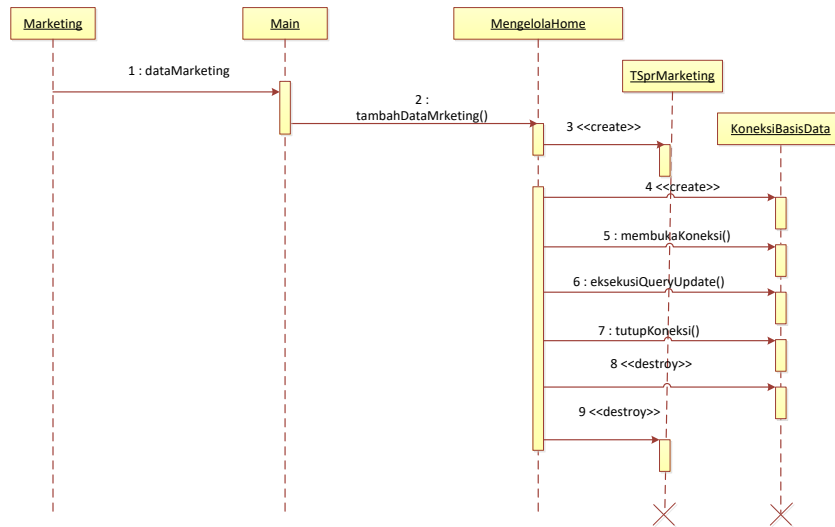 Marketing
Main
MengelolaHome
TSprMarketing
KoneksiBasisData
1 : dataMarketing
2 :
tambahDataMrketing()
3 <<create>>
4 <<create>>
5 : membukaKoneksi()
6 : eksekusiQueryUpdate()
7 : tutupKoneksi()
8 <<destroy>>
9 <<destroy>>